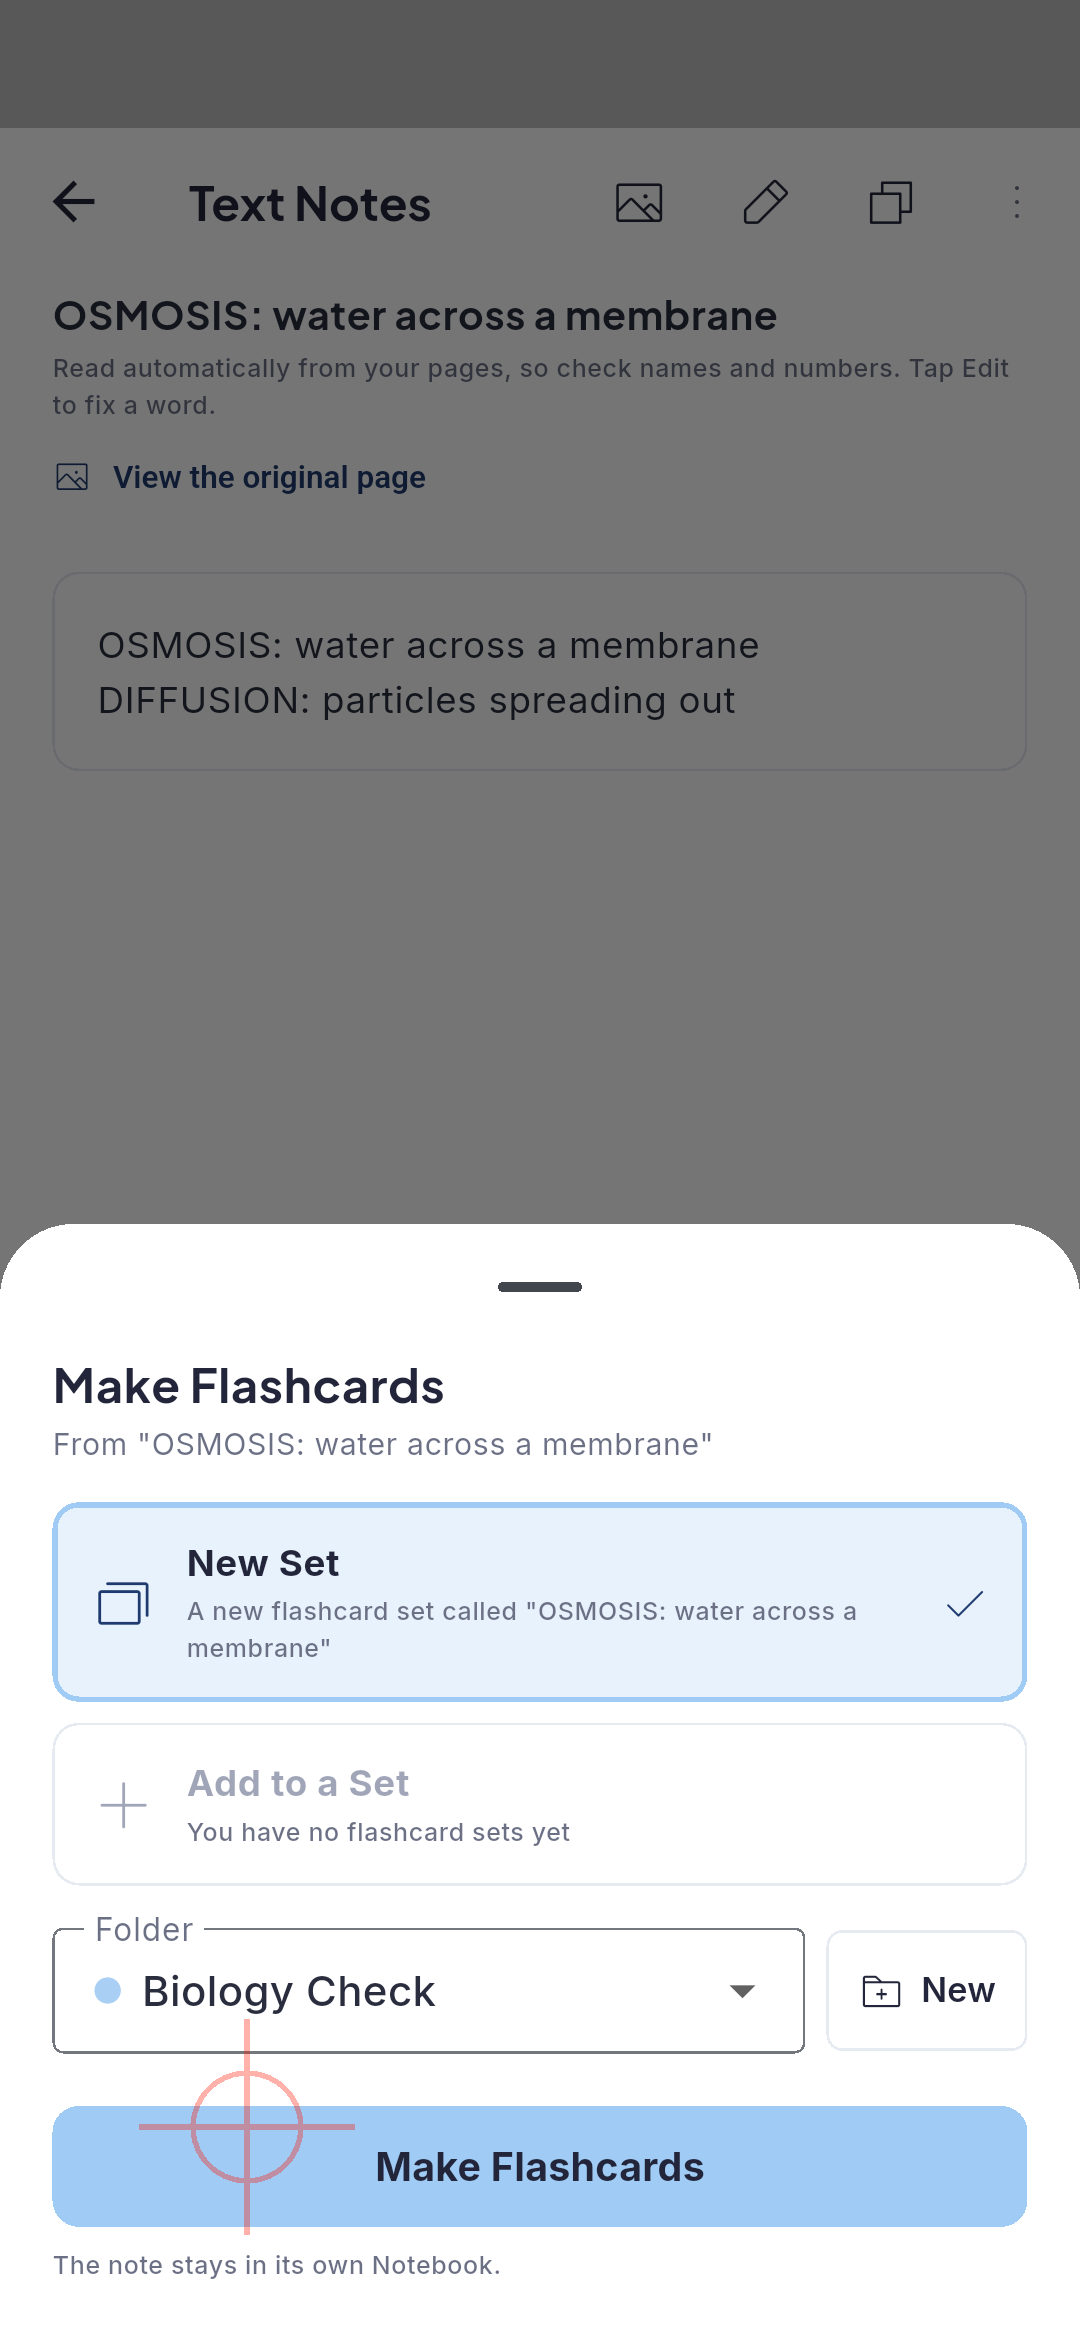 Text Notes
OSMOSIS: water across a membrane
Read automatically from your pages, so check names and numbers. Tap Edit
to fix a word.
View the original page
OSMOSIS: water across a membrane
DIFFUSION: particles spreading out
Make Flashcards
From "OSMOSIS: water across a membrane"
New Set
A new flashcard set called "OSMOSIS: water across a
membrane"
Add to a Set
You have no flashcard sets yet
Folder
Biology Check
New
Make Flashcards
The note stays in its own Notebook.